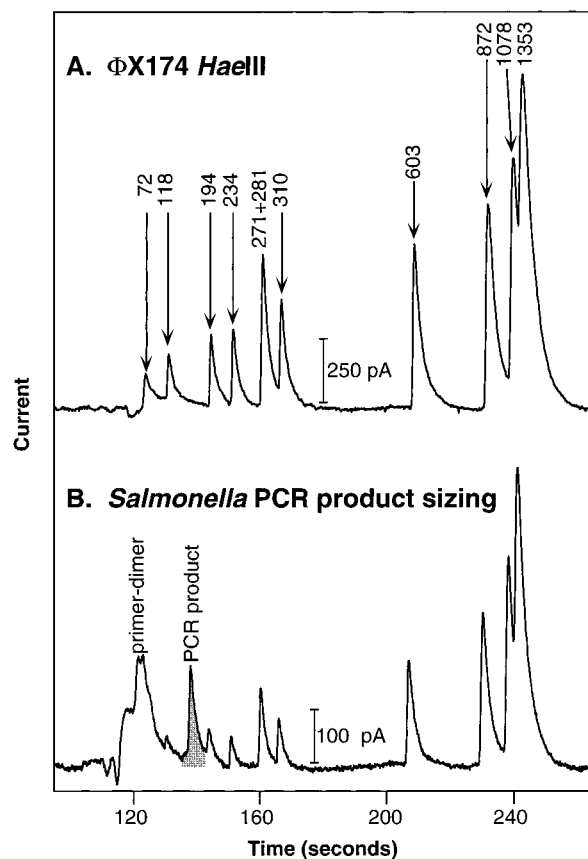 A. ΦX174 HaeIII
72
118
194
234
271+281
310
603
872
1078
1353
250 pA
Current
B. Salmonella PCR product sizing
primer-dimer
PCR product
100 pA
120
160
200
240
Time (seconds)